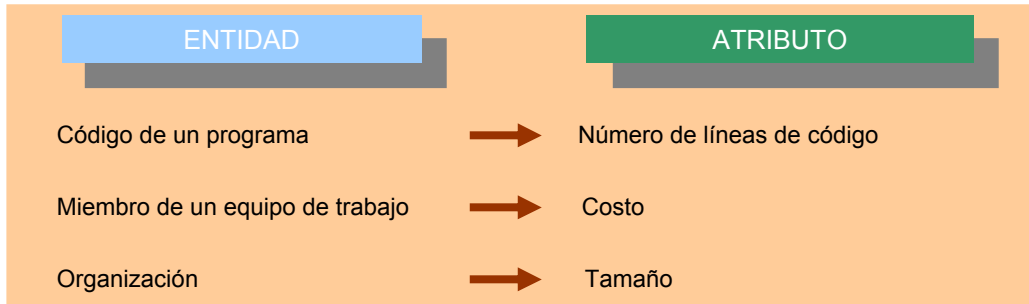 ENTIDAD
ATRIBUTO
Código de un programa
Número de líneas de código
Miembro de un equipo de trabajo
Costo
Organización
Tamaño